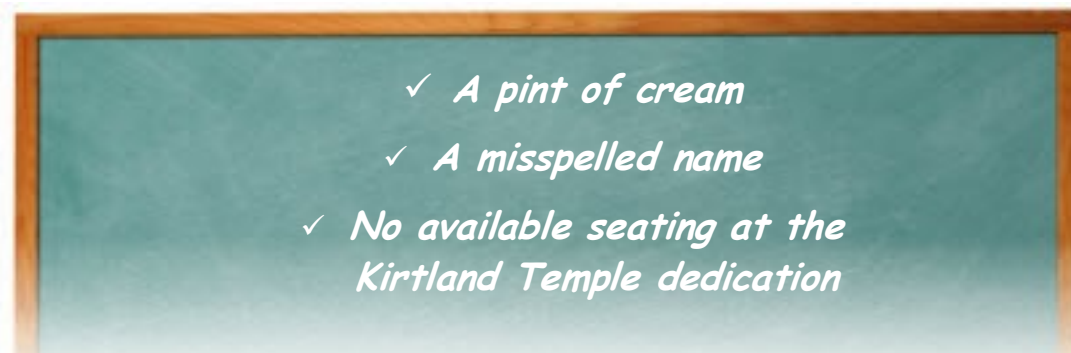 ✓ A pint of cream
✓ A misspelled name
✓ No available seating at the
Kirtland Temple dedication